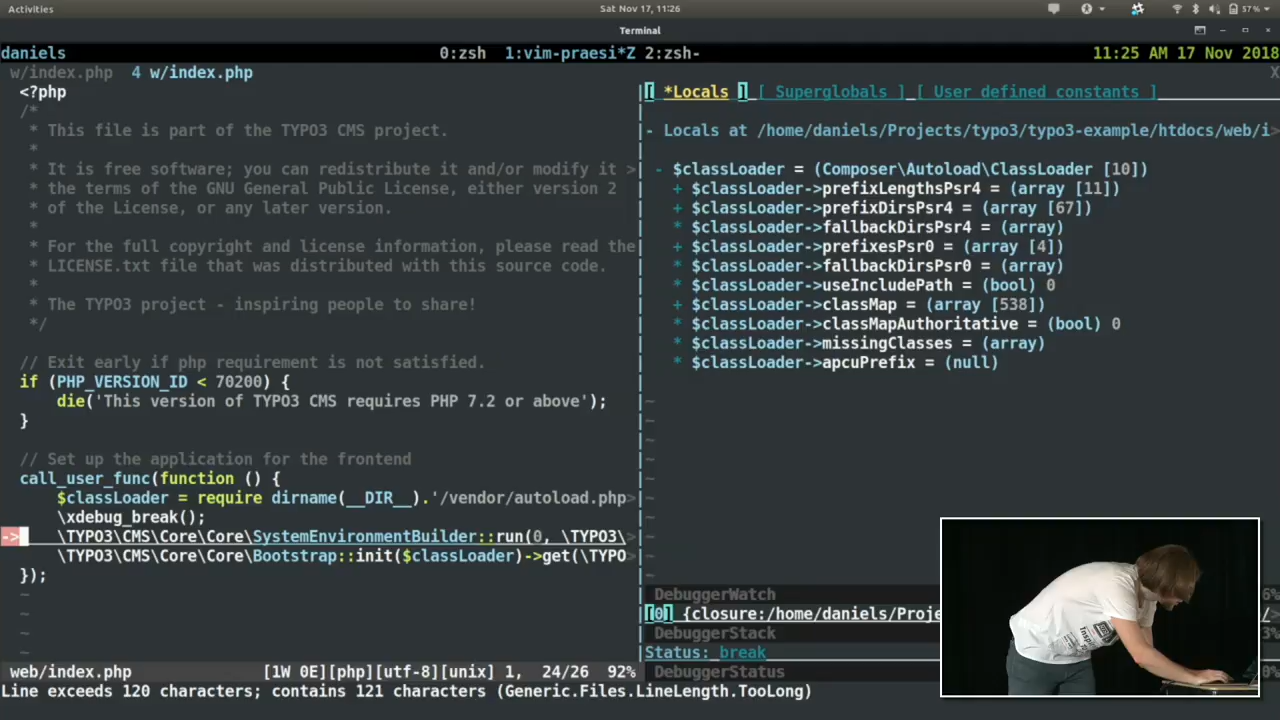 Activities
Sat Nov 17, 11:26
57%
Terminal
daniels
0:zsh 1:vim-praesi*Z 2:zsh-
11:25 AM 17 Nov 2018
w/index.php 4 w/index.php
X
<?php
/*
* This file is part of the TYPO3 CMS project.
*
* It is free software; you can redistribute it and/or modify it >
* the terms of the GNU General Public License, either version 2
* of the License, or any later version.
*
* For the full copyright and license information, please read the
* LICENSE.txt file that was distributed with this source code.
*
* The TYPO3 project - inspiring people to share!
*/
// Exit early if php requirement is not satisfied.
if (PHP_VERSION_ID < 70200) {
die('This version of TYPO3 CMS requires PHP 7.2 or above');
}
// Set up the application for the frontend
call_user_func(function () {
$classLoader = require dirname(__DIR__).'/vendor/autoload.php>
\xdebug_break();
-> \TYPO3\CMS\Core\Core\SystemEnvironmentBuilder::run(0, \TYPO3\>
\TYPO3\CMS\Core\Core\Bootstrap::init($classLoader)->get(\TYPO>
});
~
~
~
web/index.php [1W 0E][php][utf-8][unix] 1, 24/26 92%
Line exceeds 120 characters; contains 121 characters (Generic.Files.LineLength.TooLong)
[ *Locals ]_[ Superglobals ]_[ User defined constants ]
- Locals at /home/daniels/Projects/typo3/typo3-example/htdocs/web/i>
- $classLoader = (Composer\Autoload\ClassLoader [10])
+ $classLoader->prefixLengthsPsr4 = (array [11])
+ $classLoader->prefixDirsPsr4 = (array [67])
* $classLoader->fallbackDirsPsr4 = (array)
+ $classLoader->prefixesPsr0 = (array [4])
* $classLoader->fallbackDirsPsr0 = (array)
* $classLoader->useIncludePath = (bool) 0
+ $classLoader->classMap = (array [538])
* $classLoader->classMapAuthoritative = (bool) 0
* $classLoader->missingClasses = (array)
* $classLoader->apcuPrefix = (null)
~
~
~
~
~
~
~
~
~
~
DebuggerWatch
[0] {closure:/home/daniels/Proje
DebuggerStack
Status: break
DebuggerStatus